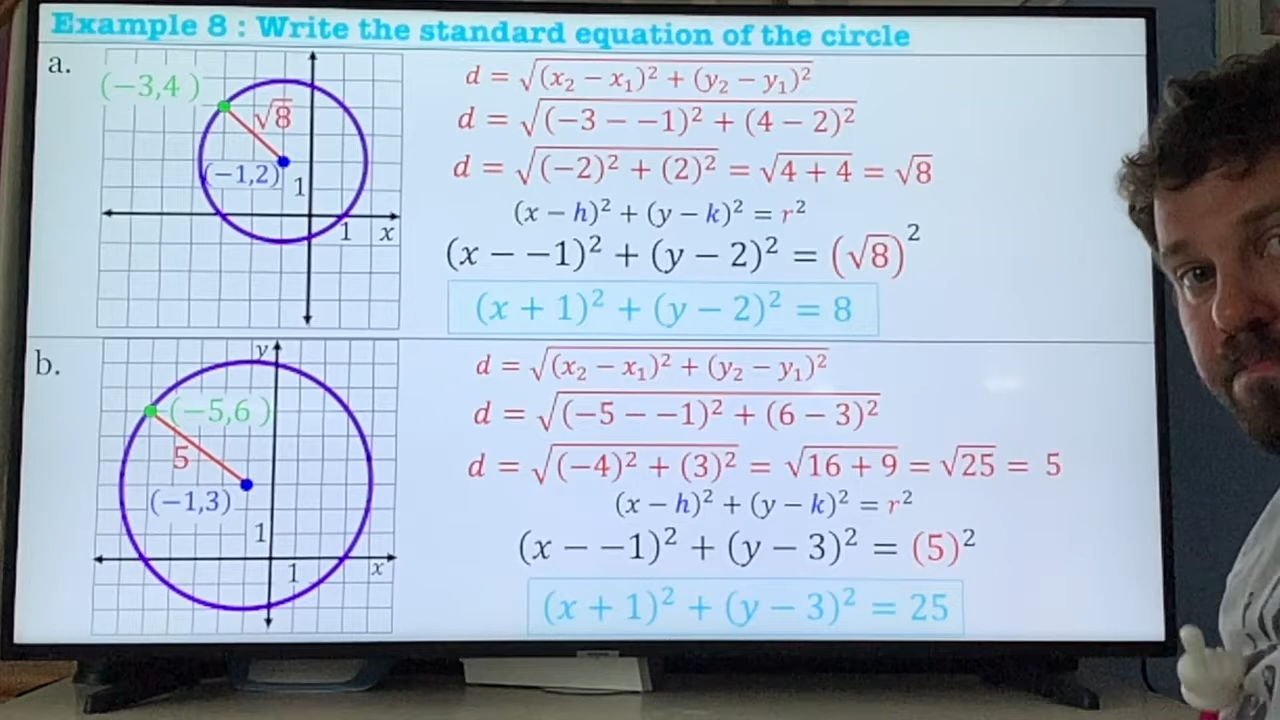 Example 8 : Write the standard equation of the circle
a.
(−3,4 )
√8
(−1,2)
1
1 x
d = √(x₂ − x₁)² + (y₂ − y₁)²
d = √(−3 − −1)² + (4 − 2)²
d = √(−2)² + (2)² = √4 + 4 = √8
(x − h)² + (y − k)² = r²
(x − −1)² + (y − 2)² = (√8)²
(x + 1)² + (y − 2)² = 8
b.
y
(−5,6 )
5
(−1,3)
1
1 x
d = √(x₂ − x₁)² + (y₂ − y₁)²
d = √(−5 − −1)² + (6 − 3)²
d = √(−4)² + (3)² = √16 + 9 = √25 = 5
(x − h)² + (y − k)² = r²
(x − −1)² + (y − 3)² = (5)²
(x + 1)² + (y − 3)² = 25